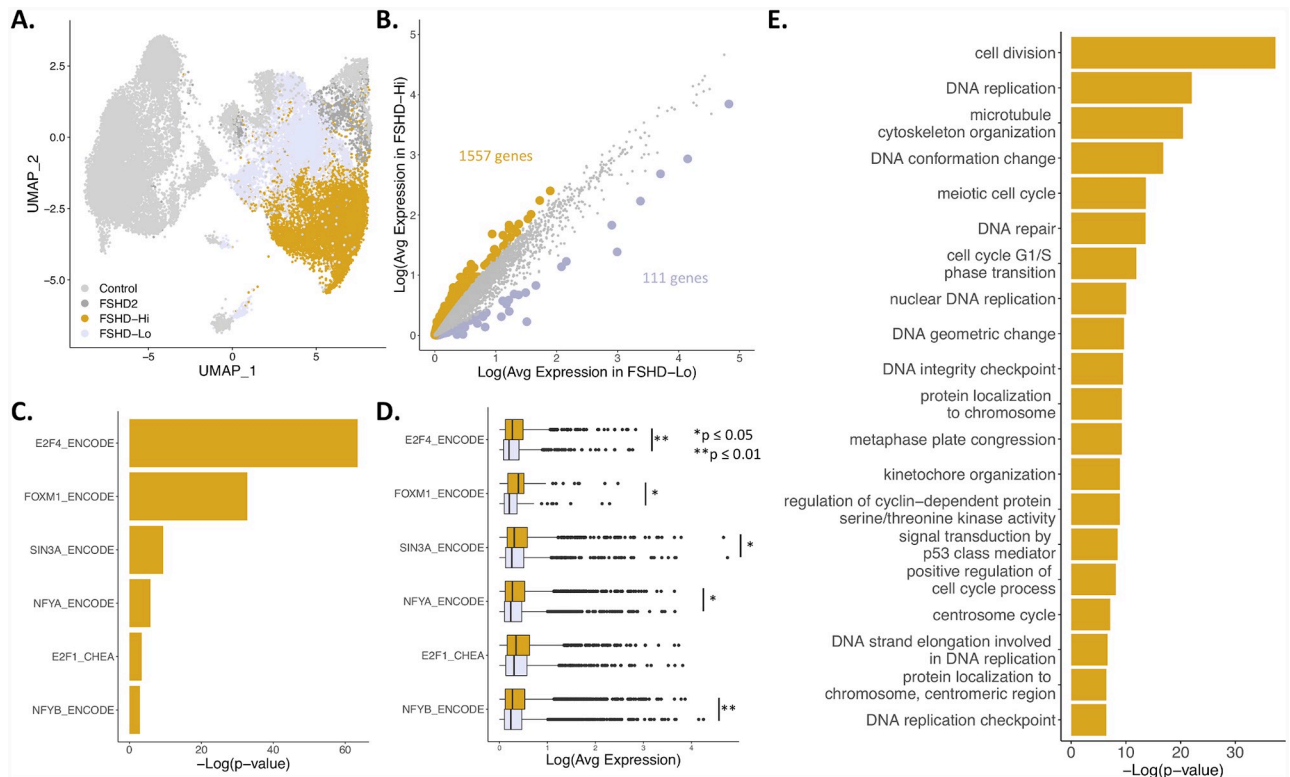 A.
UMAP_2
2.5
0.0
−2.5
−5.0
Control
FSHD2
FSHD−Hi
FSHD−Lo
−5
0
5
UMAP_1
B.
Log(Avg Expression in FSHD−Hi)
5
4
3
2
1
0
1557 genes
111 genes
0
1
2
3
4
5
Log(Avg Expression in FSHD−Lo)
C.
E2F4_ENCODE
FOXM1_ENCODE
SIN3A_ENCODE
NFYA_ENCODE
E2F1_CHEA
NFYB_ENCODE
0
20
40
60
−Log(p−value)
D.
E2F4_ENCODE
FOXM1_ENCODE
SIN3A_ENCODE
NFYA_ENCODE
E2F1_CHEA
NFYB_ENCODE
**
*
*
*
**
*p ≤ 0.05
**p ≤ 0.01
0
1
2
3
4
Log(Avg Expression)
E.
cell division
DNA replication
microtubule
cytoskeleton organization
DNA conformation change
meiotic cell cycle
DNA repair
cell cycle G1/S
phase transition
nuclear DNA replication
DNA geometric change
DNA integrity checkpoint
protein localization
to chromosome
metaphase plate congression
kinetochore organization
regulation of cyclin−dependent protein
serine/threonine kinase activity
signal transduction by
p53 class mediator
positive regulation of
cell cycle process
centrosome cycle
DNA strand elongation involved
in DNA replication
protein localization to
chromosome, centromeric region
DNA replication checkpoint
0
10
20
30
−Log(p−value)